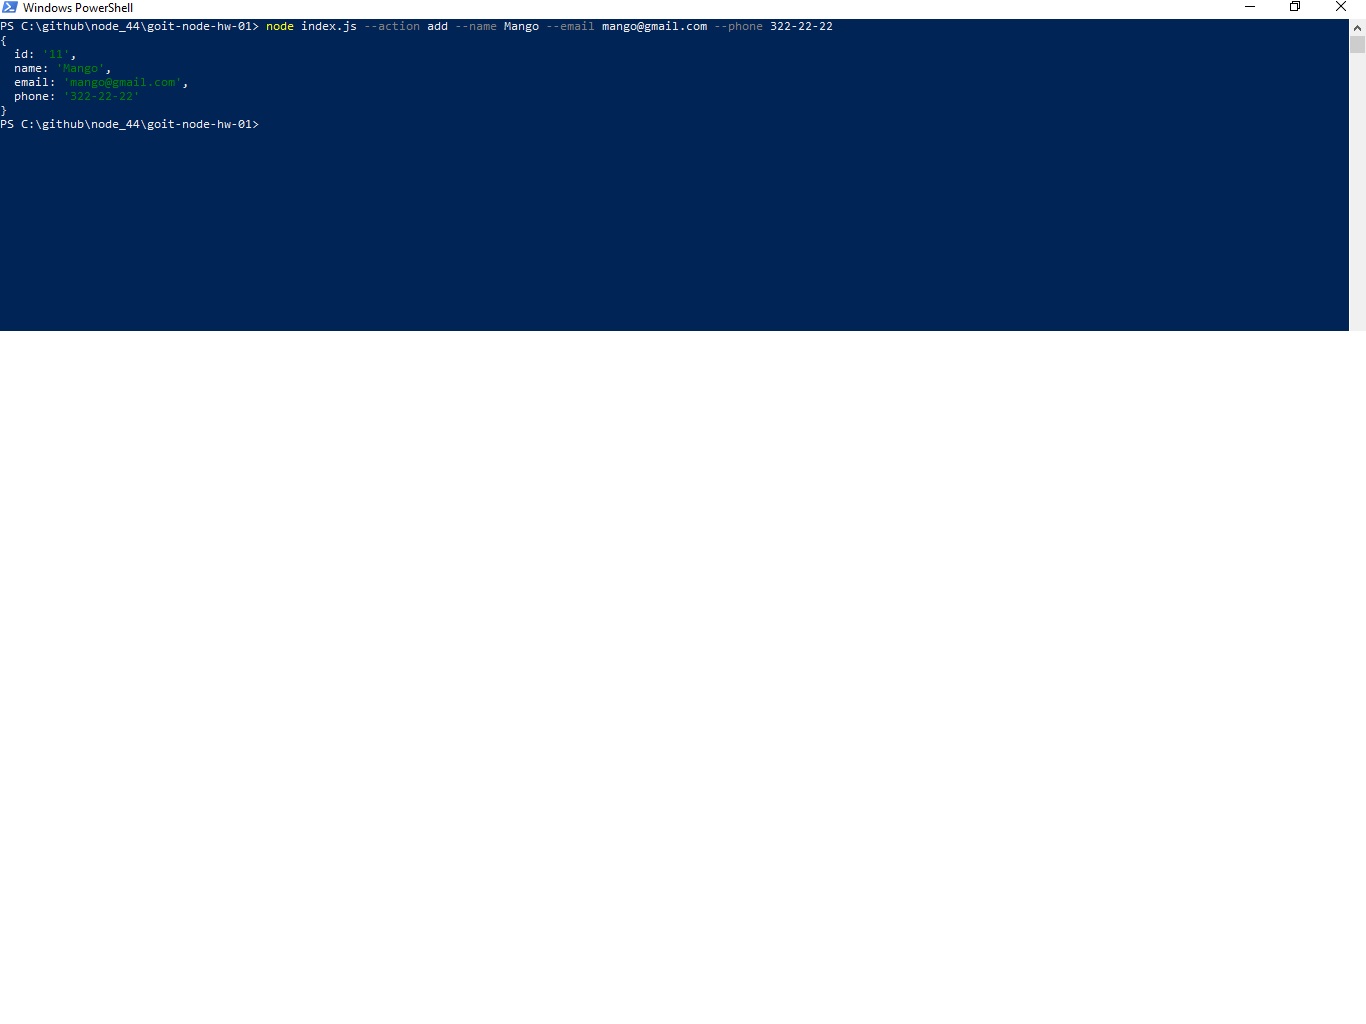 Windows PowerShell
PS C:\github\node_44\goit-node-hw-01> node index.js --action add --name Mango --email mango@gmail.com --phone 322-22-22
{
  id: '11',
  name: 'Mango',
  email: 'mango@gmail.com',
  phone: '322-22-22'
}
PS C:\github\node_44\goit-node-hw-01>